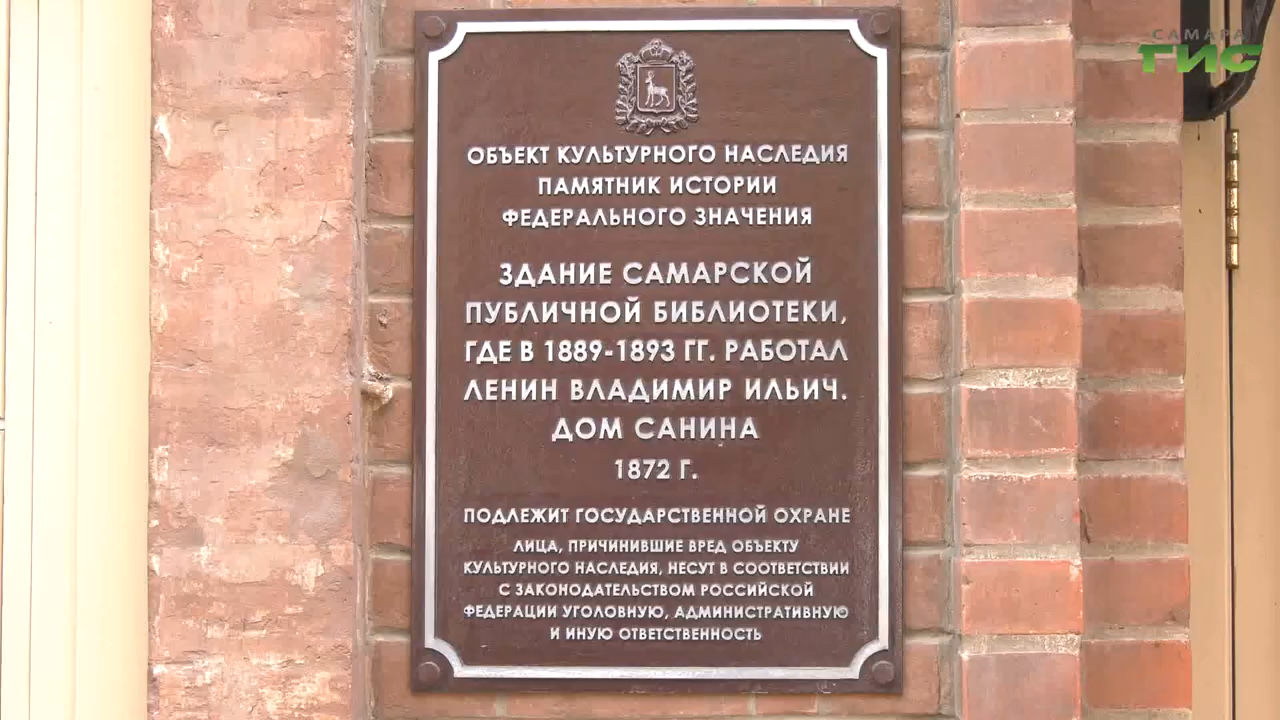 САМАРА
ГИС
ОБЪЕКТ КУЛЬТУРНОГО НАСЛЕДИЯ
ПАМЯТНИК ИСТОРИИ
ФЕДЕРАЛЬНОГО ЗНАЧЕНИЯ
ЗДАНИЕ САМАРСКОЙ
ПУБЛИЧНОЙ БИБЛИОТЕКИ,
ГДЕ В 1889-1893 ГГ. РАБОТАЛ
ЛЕНИН ВЛАДИМИР ИЛЬИЧ.
ДОМ САНИНА
1872 Г.
ПОДЛЕЖИТ ГОСУДАРСТВЕННОЙ ОХРАНЕ
ЛИЦА, ПРИЧИНИВШИЕ ВРЕД ОБЪЕКТУ
КУЛЬТУРНОГО НАСЛЕДИЯ, НЕСУТ В СООТВЕТСТВИИ
С ЗАКОНОДАТЕЛЬСТВОМ РОССИЙСКОЙ
ФЕДЕРАЦИИ УГОЛОВНУЮ, АДМИНИСТРАТИВНУЮ
И ИНУЮ ОТВЕТСТВЕННОСТЬ